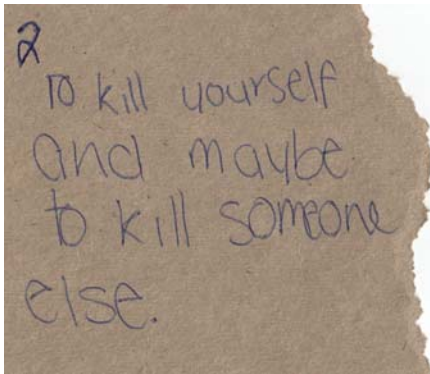 2
To kill yourself
and maybe
to kill someone
else.